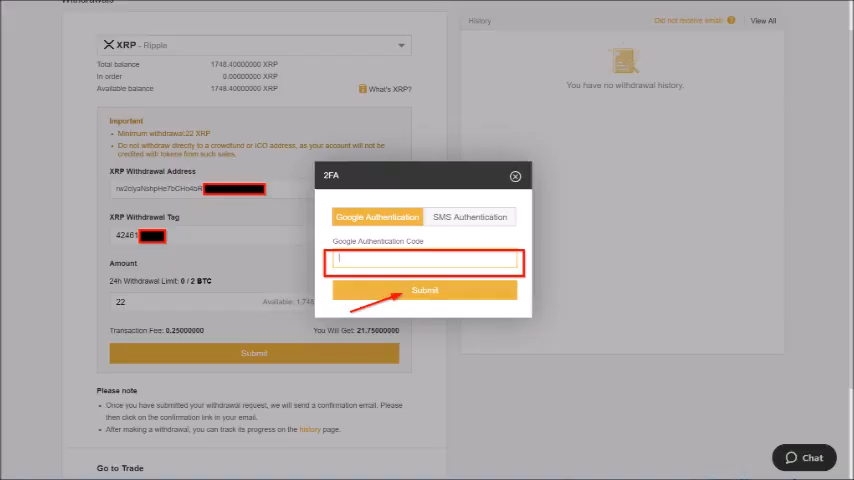 Withdrawals
XRP - Ripple
Total balance 1748.40000000 XRP
In order 0.00000000 XRP
Available balance 1748.40000000 XRP
What's XRP?
Important
Minimum withdrawal:22 XRP
Do not withdraw directly to a crowdfund or ICO address, as your account will not be
credited with tokens from such sales.
XRP Withdrawal Address
XRP Withdrawal Tag
42461
Amount
24h Withdrawal Limit: 0 / 2 BTC
22 Available: 1,748
Transaction Fee: 0.25000000 You Will Get: 21.75000000
Submit
Please note
Once you have submitted your withdrawal request, we will send a confirmation email. Please
then click on the confirmation link in your email.
After making a withdrawal, you can track its progress on the history page.
Go to Trade
History Did not receive email View All
You have no withdrawal history.
2FA
Google Authentication SMS Authentication
Google Authentication Code
Submit
Chat